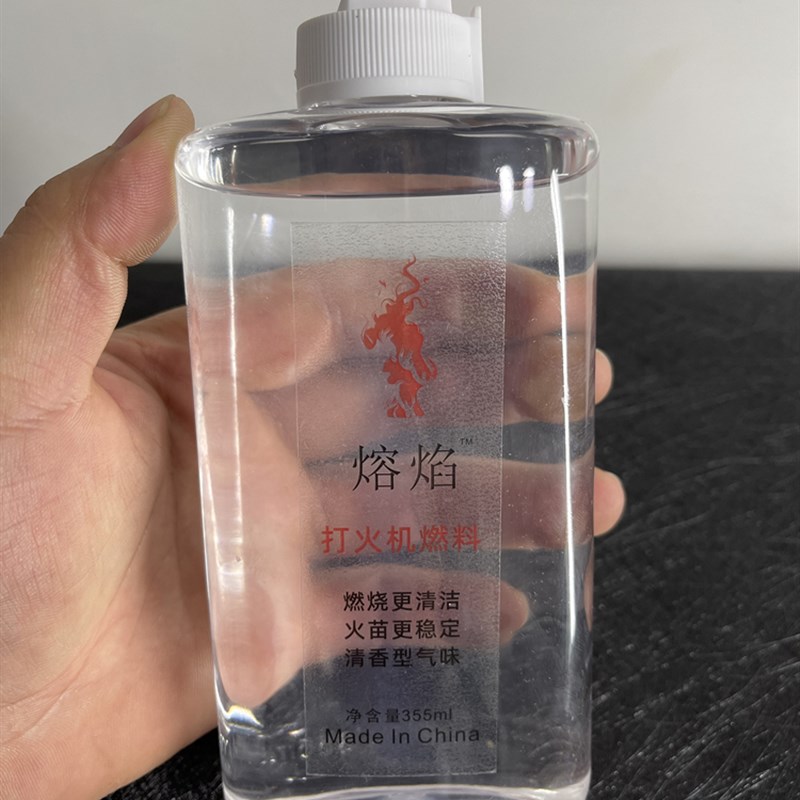 熔焰™
打火机燃料
燃烧更清洁
火苗更稳定
清香型气味
净含量355ml
Made In China